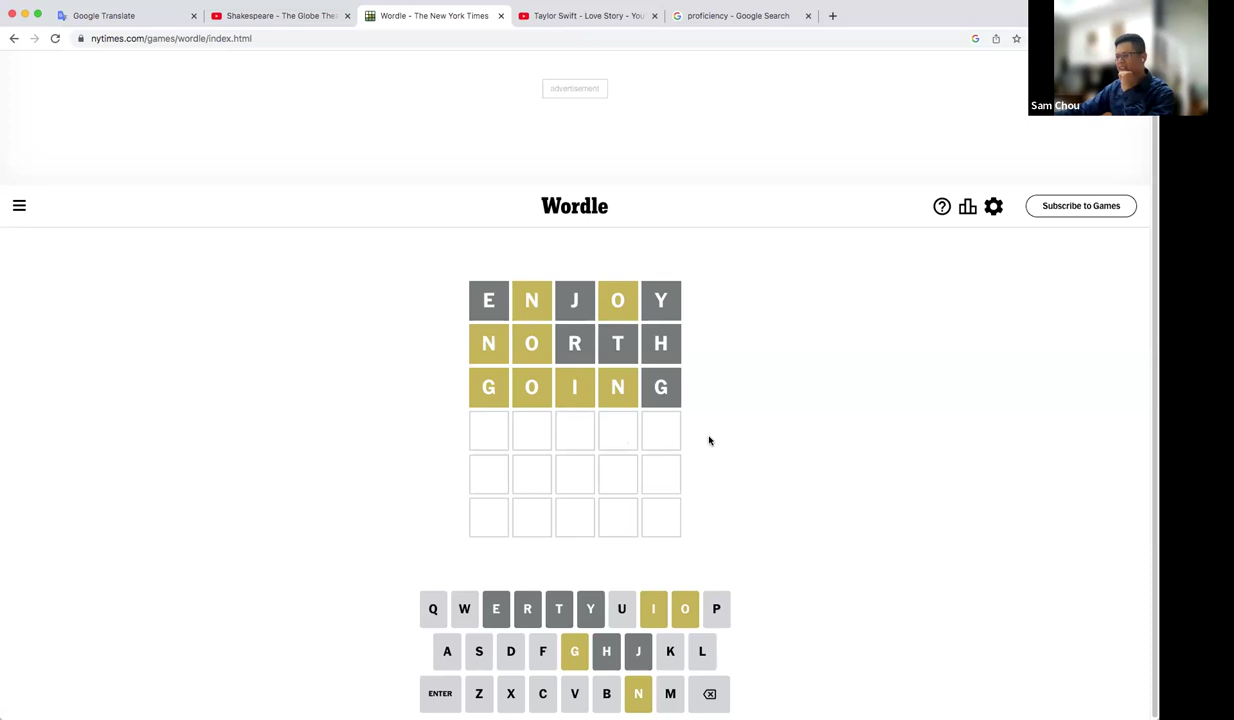 Google Translate
Shakespeare - The Globe Thea
Wordle - The New York Times
Taylor Swift - Love Story - You
proficiency - Google Search
nytimes.com/games/wordle/index.html
advertisement
Sam Chou
Wordle
Subscribe to Games
E N J O Y
N O R T H
G O I N G
Q W E R T Y U I O P
A S D F G H J K L
ENTER Z X C V B N M